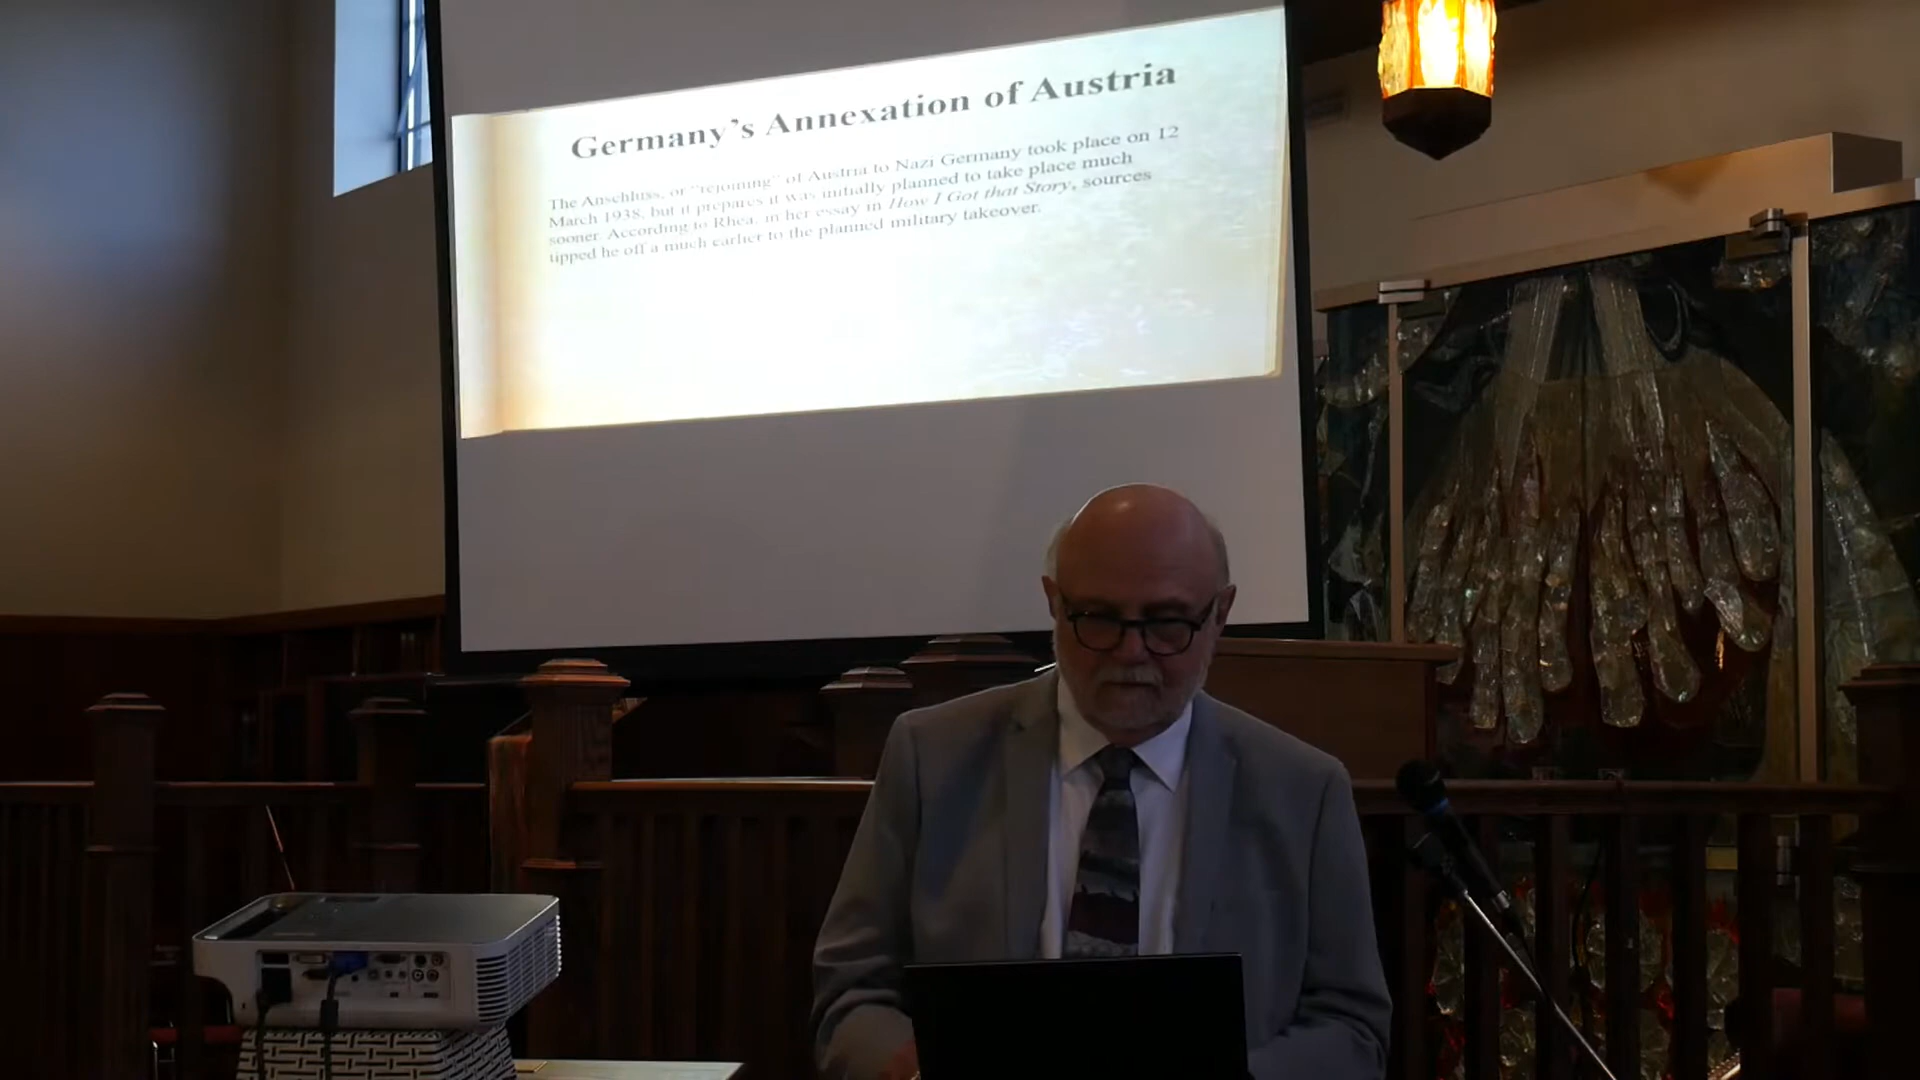 Germany’s Annexation of Austria
The Anschluss, or “rejoining” of Austria to Nazi Germany took place on 12
March 1938, but it prepares it was initially planned to take place much
sooner. According to Rhea, in her essay in How I Got that Story, sources
tipped he off a much earlier to the planned military takeover.